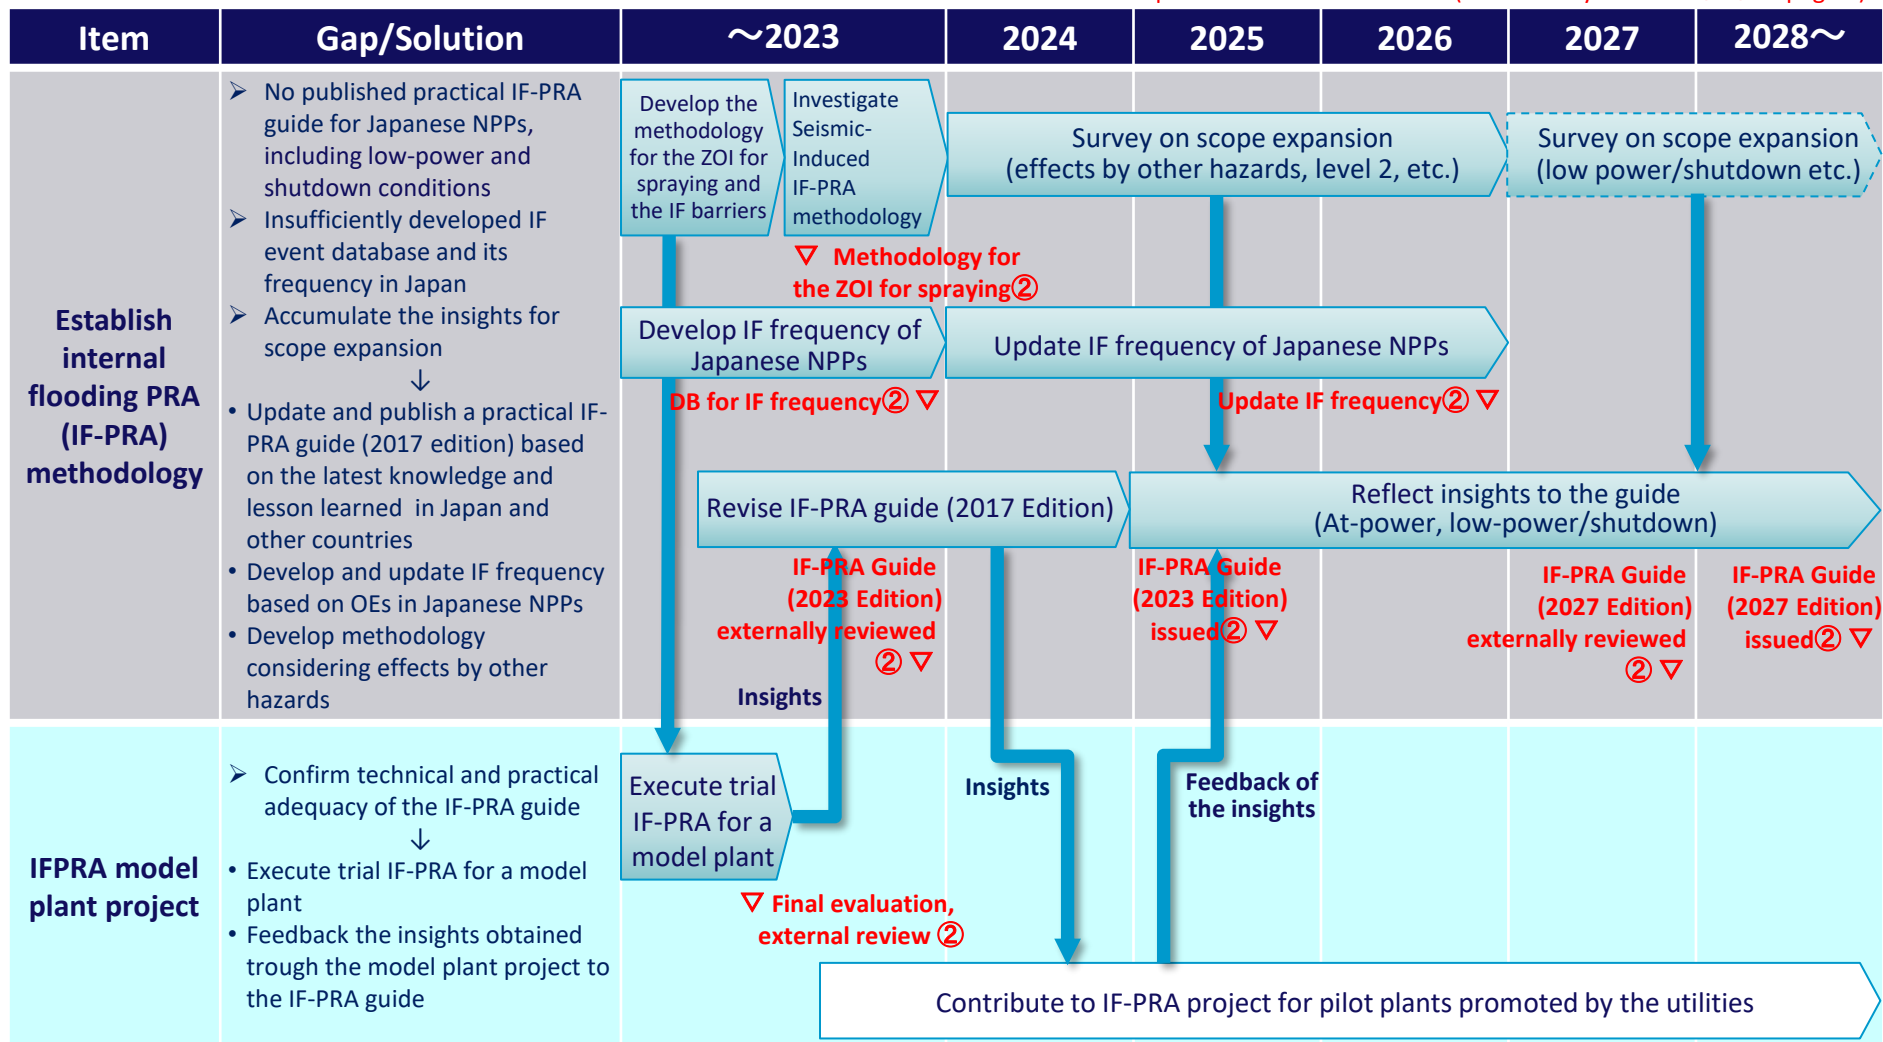 Item
Gap/Solution
～2023
2024
2025
2026
2027
2028～
Establish
internal
flooding PRA
(IF-PRA)
methodology
➢ No published practical IF-PRA
guide for Japanese NPPs,
including low-power and
shutdown conditions
➢ Insufficiently developed IF
event database and its
frequency in Japan
➢ Accumulate the insights for
scope expansion
↓
• Update and publish a practical IF-
PRA guide (2017 edition) based
on the latest knowledge and
lesson learned in Japan and
other countries
• Develop and update IF frequency
based on OEs in Japanese NPPs
• Develop methodology
considering effects by other
hazards
Develop the
methodology
for the ZOI for
spraying and
the IF barriers
Investigate
Seismic-
Induced
IF-PRA
methodology
Survey on scope expansion
(effects by other hazards, level 2, etc.)
Survey on scope expansion
(low power/shutdown etc.)
▽ Methodology for
the ZOI for spraying②
Develop IF frequency of
Japanese NPPs
Update IF frequency of Japanese NPPs
DB for IF frequency② ▽
Update IF frequency② ▽
Revise IF-PRA guide (2017 Edition)
Reflect insights to the guide
(At-power, low-power/shutdown)
IF-PRA Guide
(2023 Edition)
externally reviewed
② ▽
IF-PRA Guide
(2023 Edition)
issued② ▽
IF-PRA Guide
(2027 Edition)
externally reviewed
② ▽
IF-PRA Guide
(2027 Edition)
issued② ▽
Insights
IFPRA model
plant project
➢ Confirm technical and practical
adequacy of the IF-PRA guide
↓
• Execute trial IF-PRA for a model
plant
• Feedback the insights obtained
trough the model plant project to
the IF-PRA guide
Execute trial
IF-PRA for a
model plant
Insights
Feedback of
the insights
▽ Final evaluation,
external review ②
Contribute to IF-PRA project for pilot plants promoted by the utilities